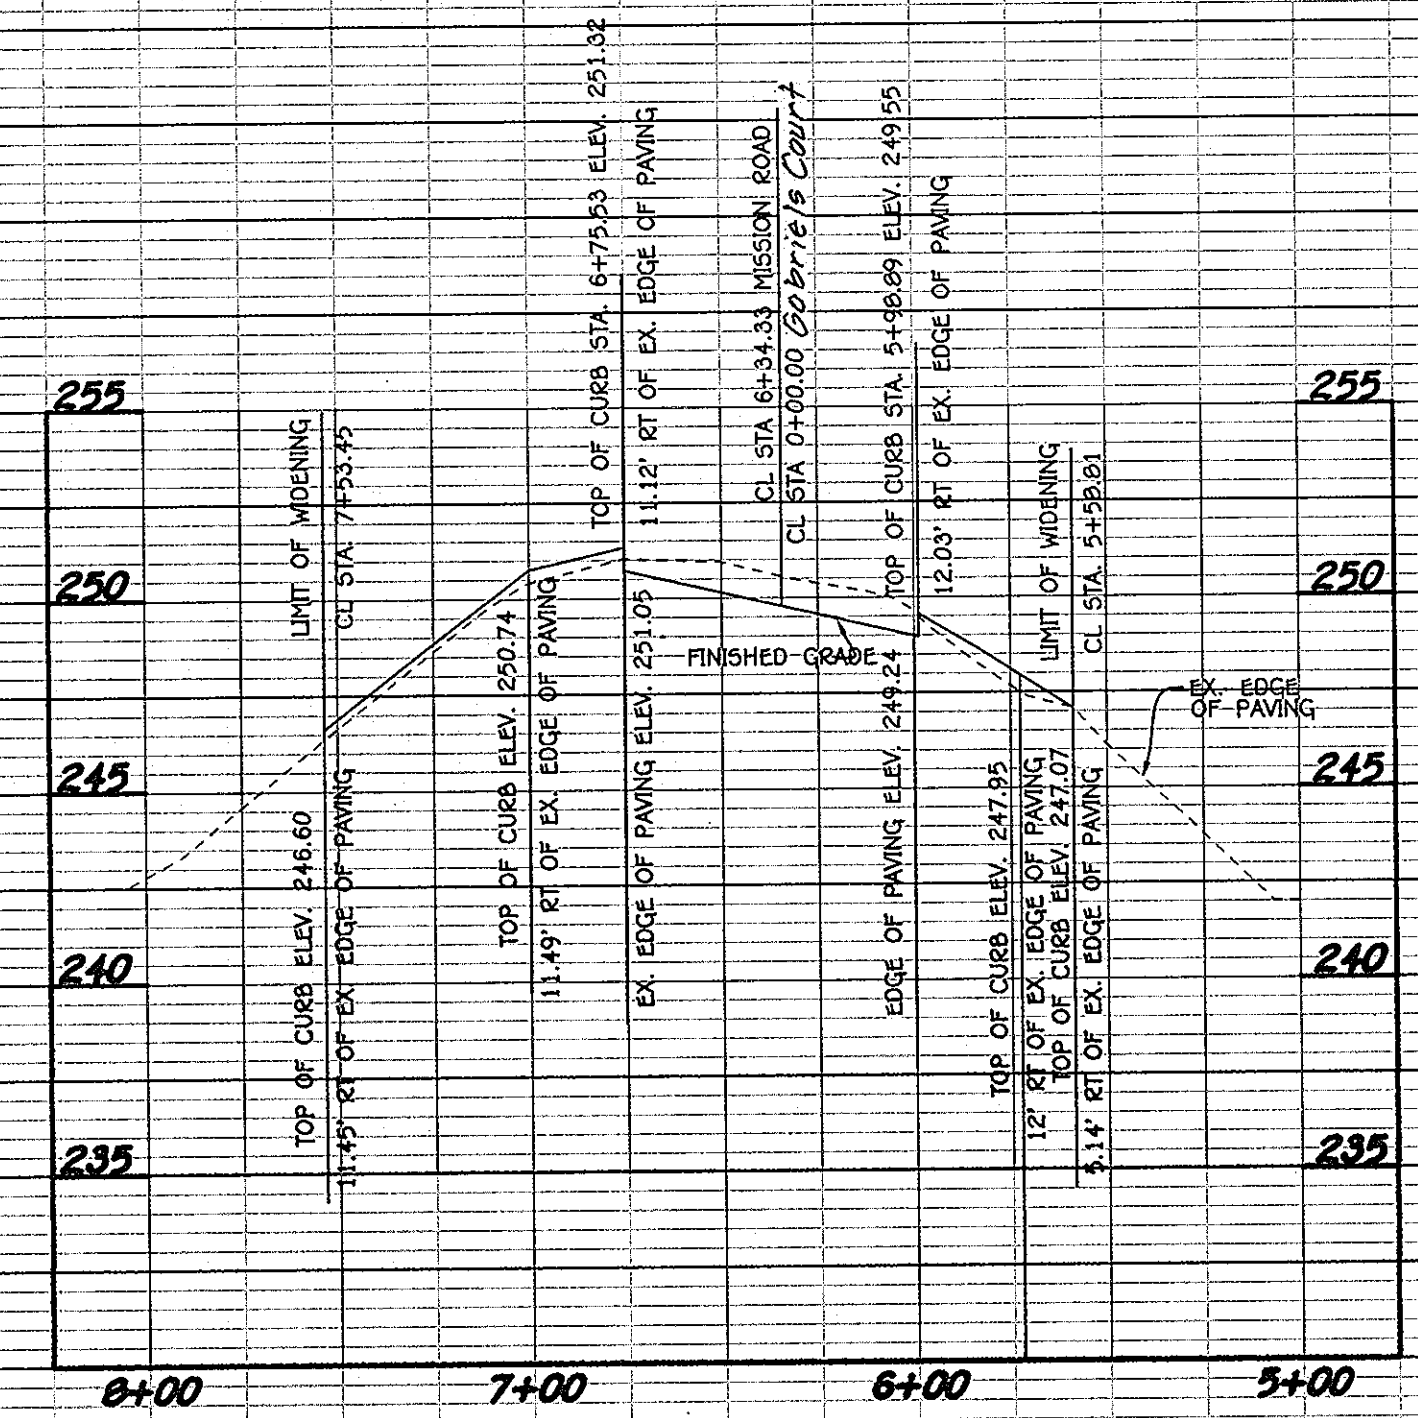 TOP OF CURB STA. 6+75.53 ELEV. 251.32
11.12' RT OF EX. EDGE OF PAVING
CL STA 6+34.33 MISSION ROAD
CL STA 0+00.00 Gabriel's Court
TOP OF CURB STA. 5+98.89 ELEV. 249.55
12.03' RT OF EX. EDGE OF PAVING
255
255
LIMIT OF WIDENING
CL STA. 7+53.45
LIMIT OF WIDENING
CL STA. 5+58.81
250
250
FINISHED GRADE
EX. EDGE
OF PAVING
245
245
TOP OF CURB ELEV. 246.60
11.45' RT OF EX. EDGE OF PAVING
TOP OF CURB ELEV. 250.74
11.49' RT OF EX. EDGE OF PAVING
EX. EDGE OF PAVING ELEV. 251.05
EDGE OF PAVING ELEV. 249.24
TOP OF CURB ELEV. 247.95
12' RT OF EX. EDGE OF PAVING
TOP OF CURB ELEV. 247.07
5.14' RT OF EX. EDGE OF PAVING
240
240
235
235
8+00
7+00
6+00
5+00